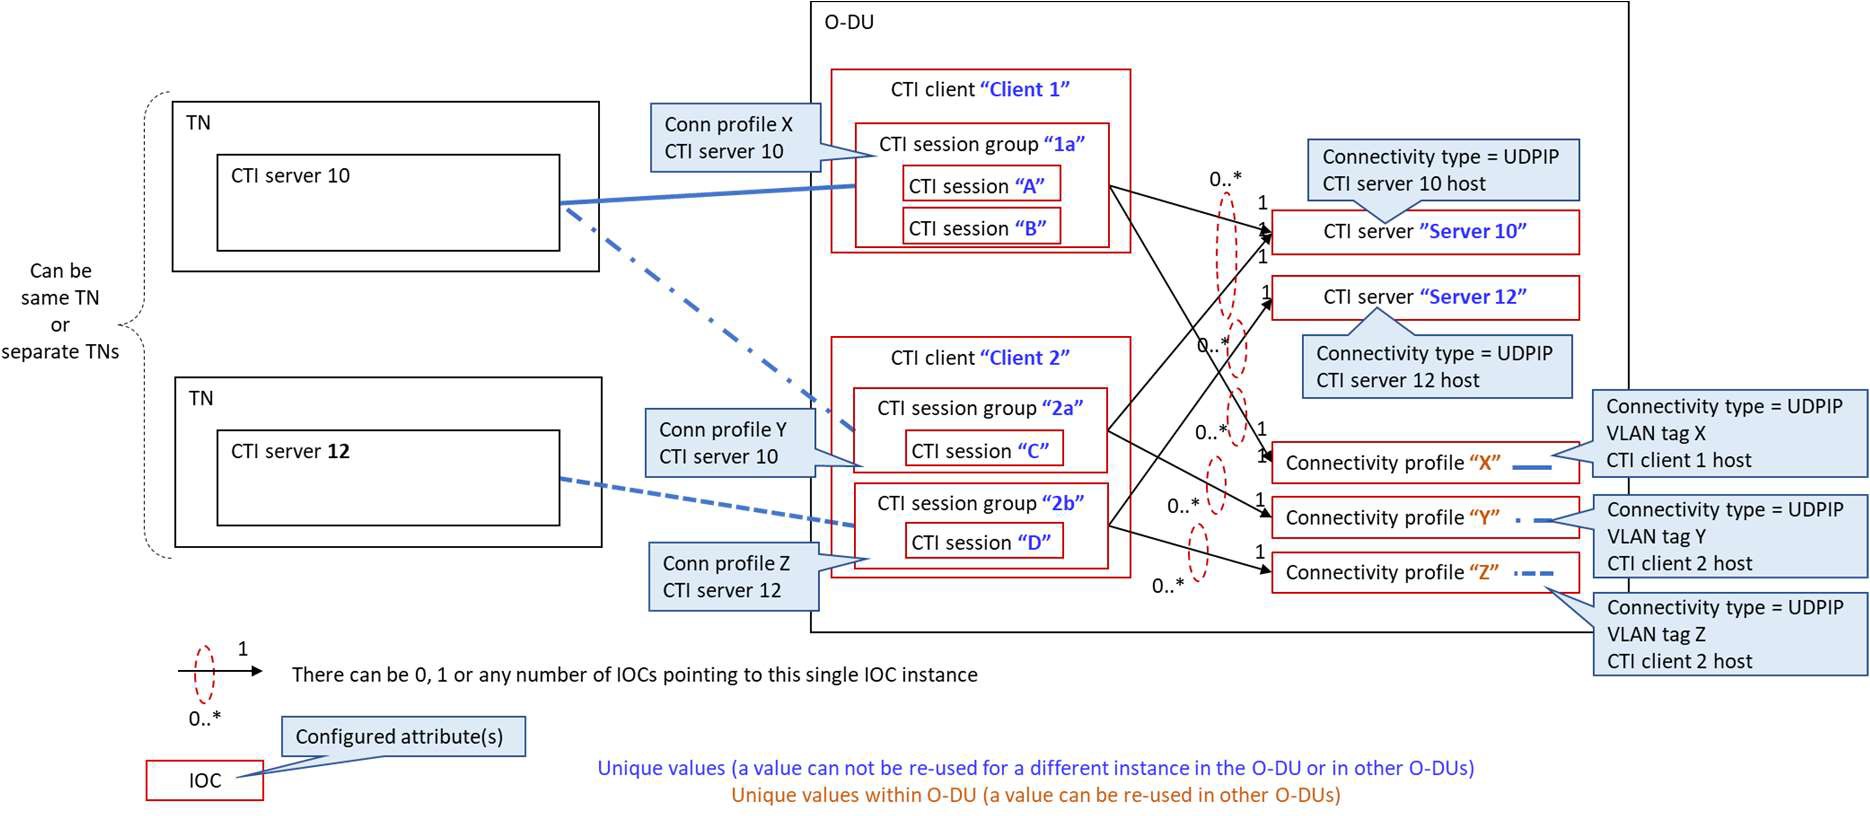 O-DU
CTI client “Client 1”
Conn profile X
CTI server 10
CTI session group “1a”
CTI session “A”
CTI session “B”
TN
CTI server 10
Connectivity type = UDPIP
CTI server 10 host
0..*
1
1
CTI server ”Server 10”
1
Can be
same TN
or
separate TNs
1
CTI server “Server 12”
0..*
Connectivity type = UDPIP
CTI server 12 host
CTI client “Client 2”
TN
CTI server 12
CTI session group “2a”
CTI session “C”
Conn profile Y
CTI server 10
0..*
1
1
Connectivity profile “X”
Connectivity type = UDPIP
VLAN tag X
CTI client 1 host
CTI session group “2b”
CTI session “D”
0..*
1
Connectivity profile “Y”
Connectivity type = UDPIP
VLAN tag Y
CTI client 2 host
Conn profile Z
CTI server 12
0..*
1
Connectivity profile “Z”
Connectivity type = UDPIP
VLAN tag Z
CTI client 2 host
1
There can be 0, 1 or any number of IOCs pointing to this single IOC instance
0..*
Configured attribute(s)
IOC
Unique values (a value can not be re-used for a different instance in the O-DU or in other O-DUs)
Unique values within O-DU (a value can be re-used in other O-DUs)